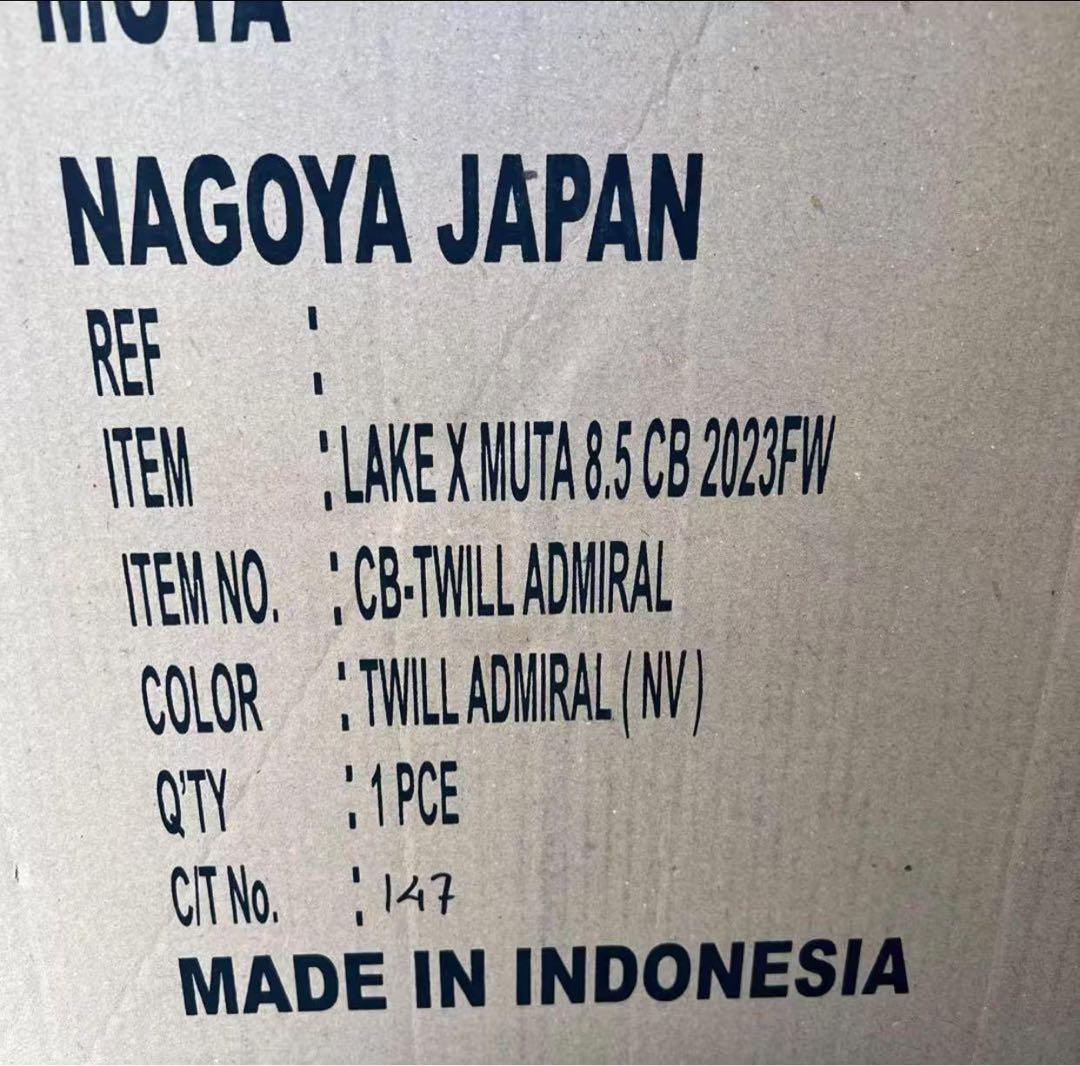 MUTA
NAGOYA JAPAN
REF :
ITEM : LAKE X MUTA 8.5 CB 2023FW
ITEM NO. : CB-TWILL ADMIRAL
COLOR : TWILL ADMIRAL ( NV )
Q'TY : 1 PCE
C/T No. : 147
MADE IN INDONESIA